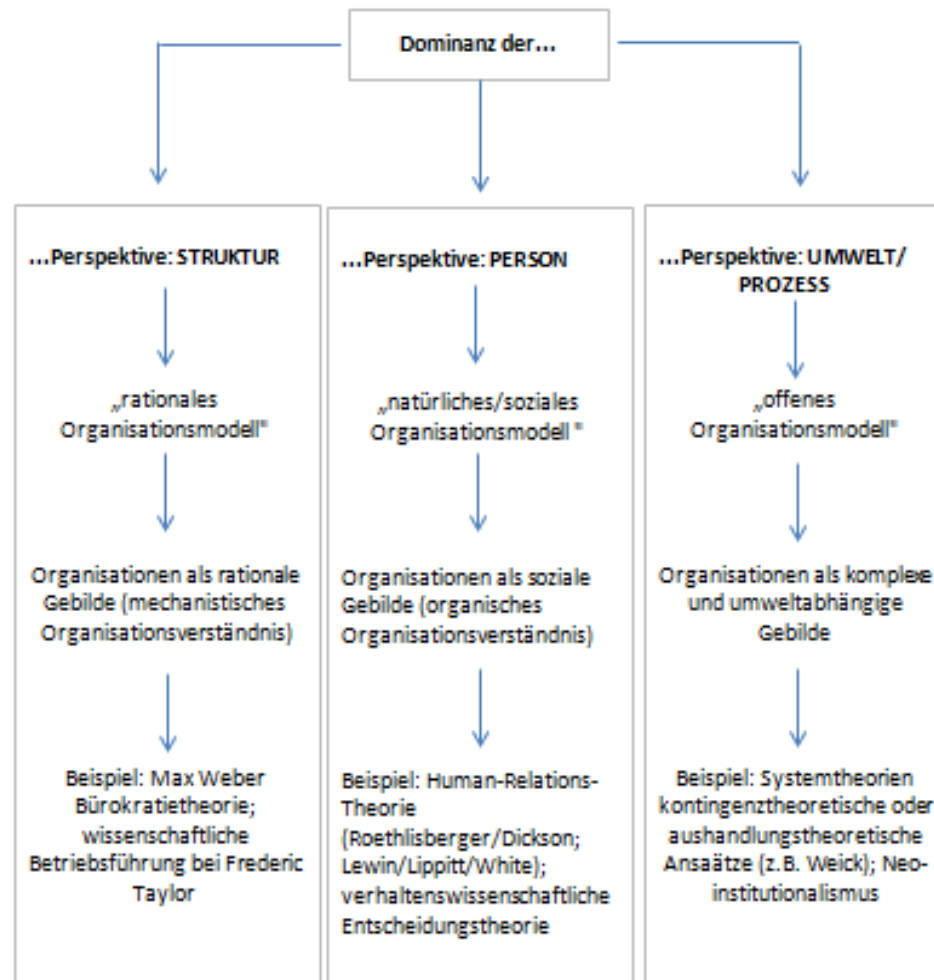 Dominanz der...
...Perspektive: STRUKTUR
„rationales
Organisationsmodell"
Organisationen als rationale
Gebilde (mechanistisches
Organisationsverständnis)
Beispiel: Max Weber
Bürokratietheorie;
wissenschaftliche
Betriebsführung bei Frederic
Taylor
...Perspektive: PERSON
„natürliches/soziales
Organisationsmodell "
Organisationen als soziale
Gebilde (organisches
Organisationsverständnis)
Beispiel: Human-Relations-
Theorie
(Roethlisberger/Dickson;
Lewin/Lippitt/White);
verhaltenswissenschaftliche
Entscheidungstheorie
...Perspektive: UMWELT/
PROZESS
„offenes
Organisationsmodell"
Organisationen als komplexe
und umweltabhängige
Gebilde
Beispiel: Systemtheorien
kontingenztheoretische oder
aushandlungstheoretische
Ansaätze (z.B. Weick); Neo-
institutionalismus